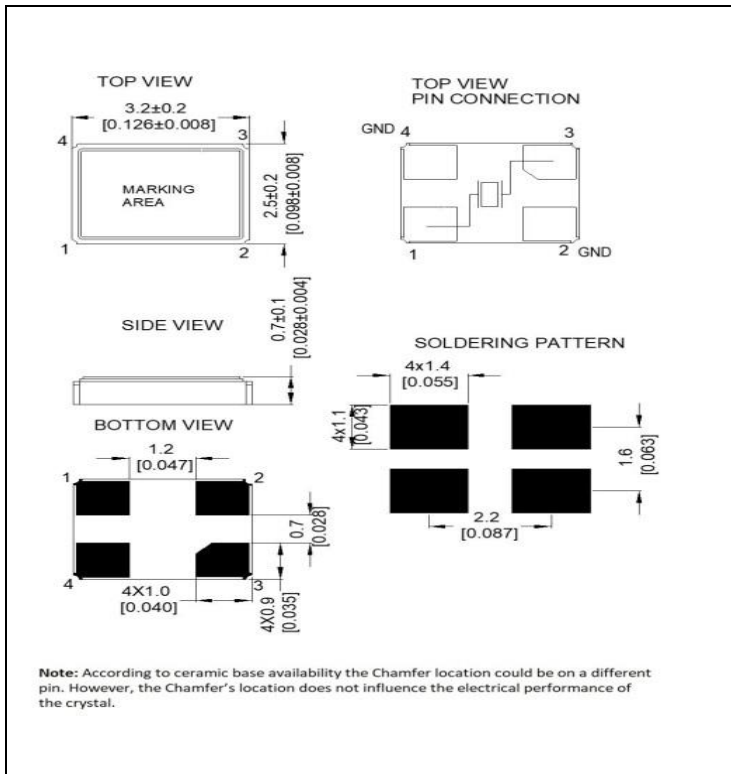 TOP VIEW
3.2±0.2
[0.126±0.008]
4
3
MARKING
AREA
2.5±0.2
[0.098±0.008]
1
2
TOP VIEW
PIN CONNECTION
GND 4
3
1
2 GND
SIDE VIEW
0.7±0.1
[0.028±0.004]
SOLDERING PATTERN
4x1.4
[0.055]
4x1.1
[0.043]
1.6
[0.063]
2.2
[0.087]
BOTTOM VIEW
1.2
[0.047]
1
2
0.7
[0.028]
4
3
4X1.0
[0.040]
4X0.9
[0.035]
Note: According to ceramic base availability the Chamfer location could be on a different
pin. However, the Chamfer's location does not influence the electrical performance of
the crystal.